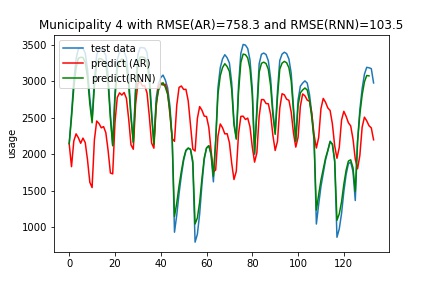 Municipality 4 with RMSE(AR)=758.3 and RMSE(RNN)=103.5
test data
predict (AR)
predict(RNN)
usage
3500
3000
2500
2000
1500
1000
0 20 40 60 80 100 120